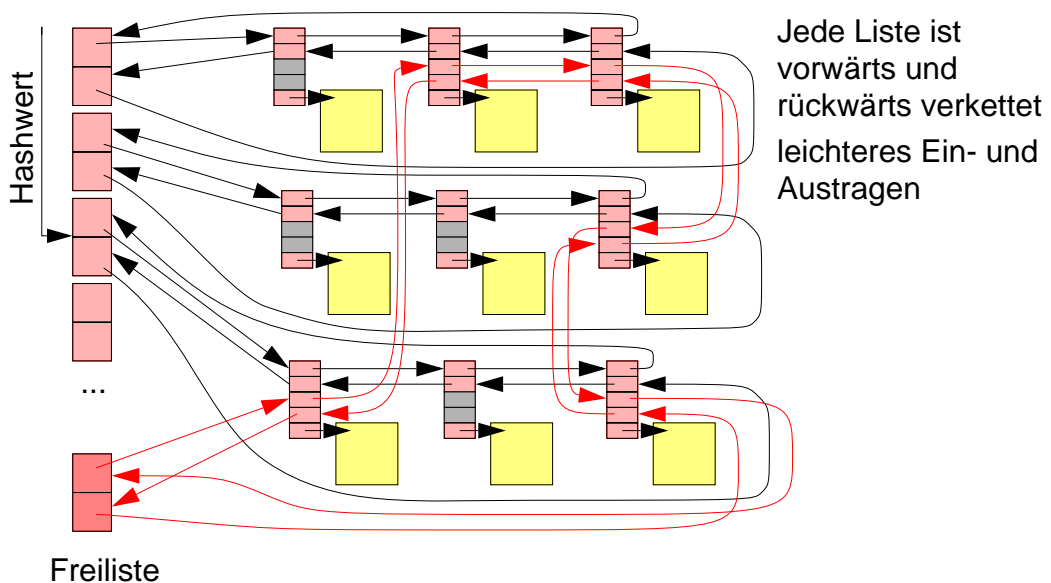 Jede Liste ist
vorwärts und
rückwärts verkettet
leichteres Ein- und
Austragen
Hashwert
...
Freiliste